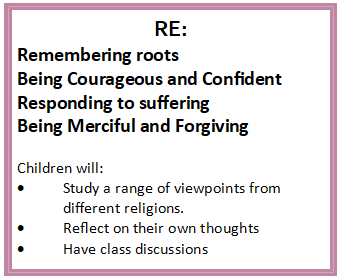 RE:
Remembering roots
Being Courageous and Confident
Responding to suffering
Being Merciful and Forgiving
Children will:
• Study a range of viewpoints from
different religions.
• Reflect on their own thoughts
• Have class discussions